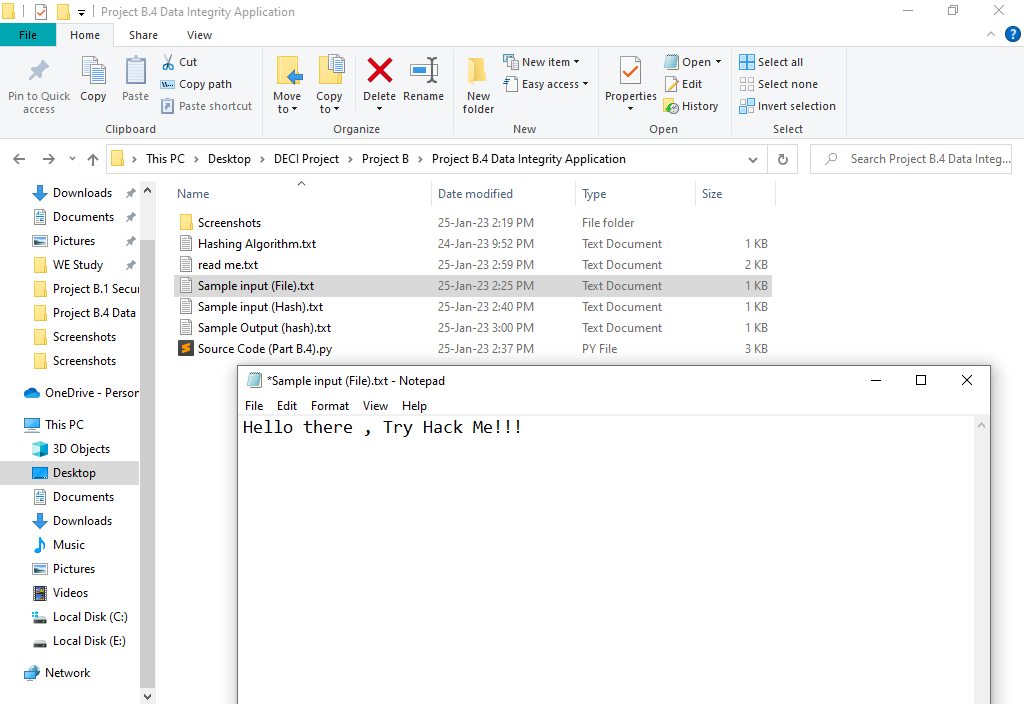 Project B.4 Data Integrity Application
File Home Share View
Pin to Quick access
Copy
Paste
Cut
Copy path
Paste shortcut
Clipboard
Move to
Copy to
Delete
Rename
Organize
New folder
New item
Easy access
New
Properties
Open
Edit
History
Open
Select all
Select none
Invert selection
Select
This PC > Desktop > DECI Project > Project B > Project B.4 Data Integrity Application
Search Project B.4 Data Integ...
Downloads
Documents
Pictures
WE Study
Project B.1 Secur
Project B.4 Data
Screenshots
Screenshots
OneDrive - Person
This PC
3D Objects
Desktop
Documents
Downloads
Music
Pictures
Videos
Local Disk (C:)
Local Disk (E:)
Network
Name Date modified Type Size
Screenshots 25-Jan-23 2:19 PM File folder
Hashing Algorithm.txt 24-Jan-23 9:52 PM Text Document 1 KB
read me.txt 25-Jan-23 2:59 PM Text Document 2 KB
Sample input (File).txt 25-Jan-23 2:25 PM Text Document 1 KB
Sample input (Hash).txt 25-Jan-23 2:40 PM Text Document 1 KB
Sample Output (hash).txt 25-Jan-23 3:00 PM Text Document 1 KB
Source Code (Part B.4).py 25-Jan-23 2:37 PM PY File 3 KB
*Sample input (File).txt - Notepad
File Edit Format View Help
Hello there , Try Hack Me!!!